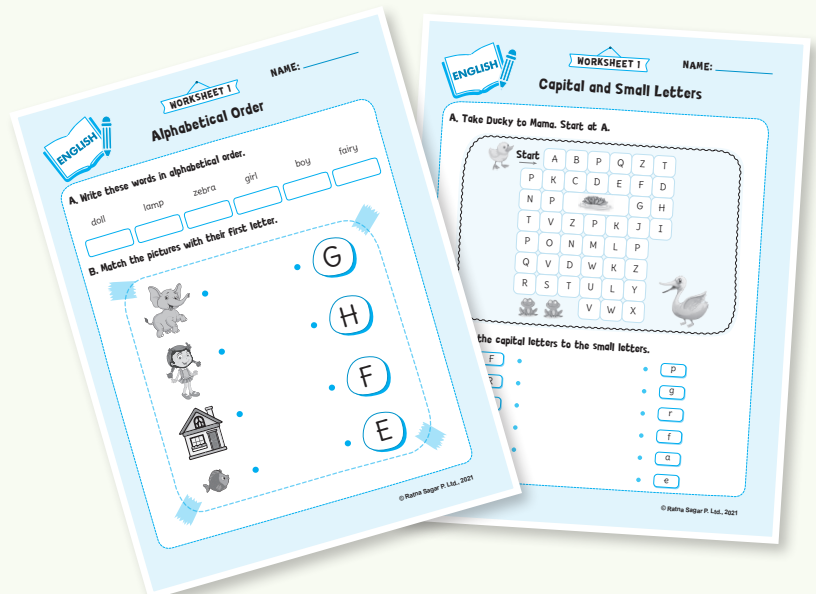 ENGLISH
WORKSHEET 1
NAME:
Alphabetical Order
A. Write these words in alphabetical order.
doll lamp zebra girl boy fairy
B. Match the pictures with their first letter.
G
H
F
E
© Ratna Sagar P. Ltd., 2021
ENGLISH
WORKSHEET 1
NAME:
Capital and Small Letters
A. Take Ducky to Mama. Start at A.
Start A B P Q Z T
P K C D E F D
N P G H
T V Z P K J I
P O N M L P
Q V D W K Z
R S T U L Y
V W X
the capital letters to the small letters.
F p
g
r
f
a
e
© Ratna Sagar P. Ltd., 2021